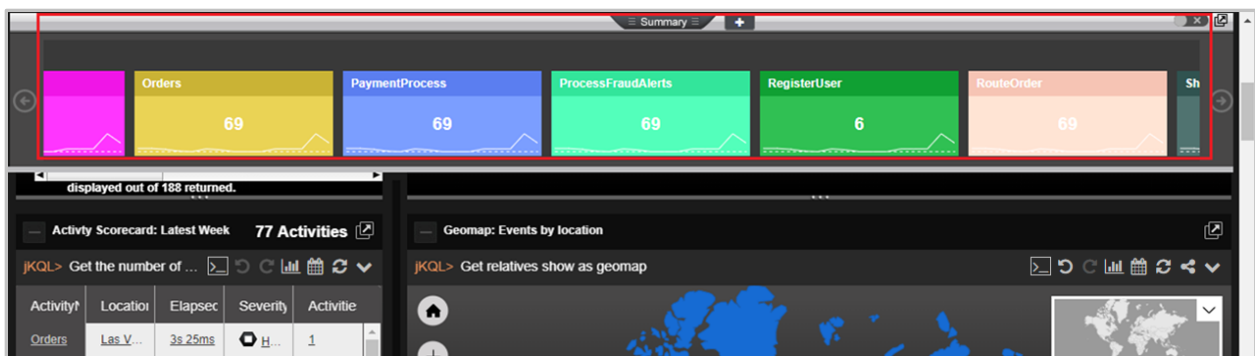 Summary
Orders
PaymentProcess
ProcessFraudAlerts
RegisterUser
RouteOrder
Sh
69
69
69
6
69
displayed out of 188 returned.
Activty Scorecard: Latest Week
77 Activities
Geomap: Events by location
jKQL> Get the number of ...
jKQL> Get relatives show as geomap
Activity
Location
Elapsec
Severity
Activitie
Orders
Las V...
3s 25ms
H...
1